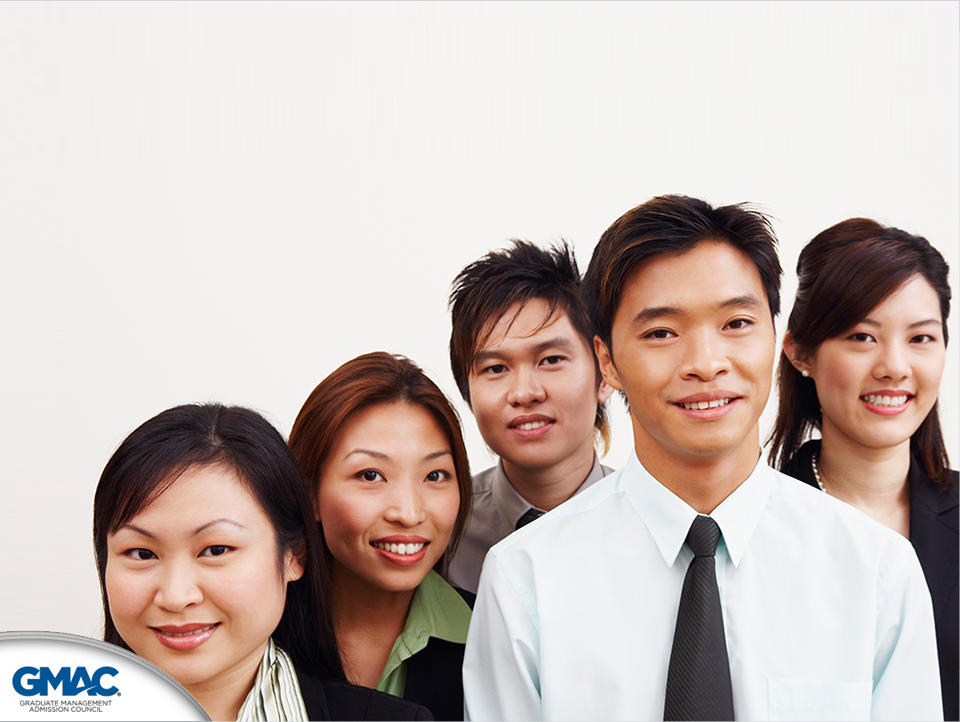 GMAC®
GRADUATE MANAGEMENT
ADMISSION COUNCIL